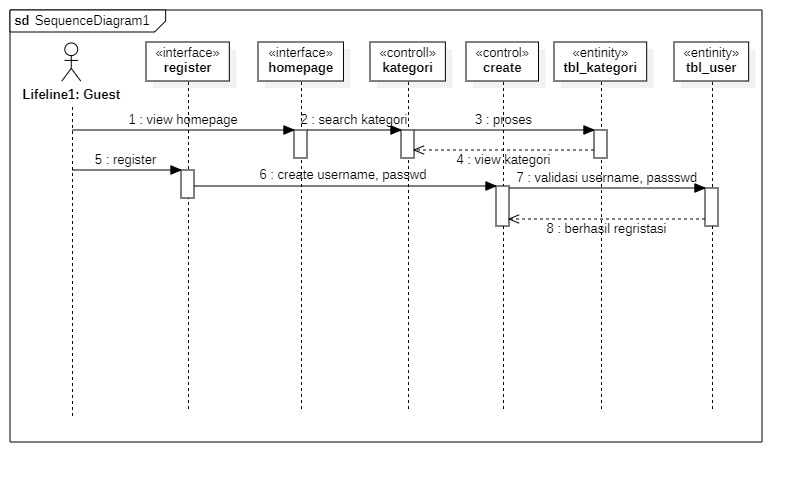 sd SequenceDiagram1
«interface»
register
«interface»
homepage
«controll»
kategori
«control»
create
«entinity»
tbl_kategori
«entinity»
tbl_user
Lifeline1: Guest
1 : view homepage
2 : search kategori
3 : proses
4 : view kategori
5 : register
6 : create username, passwd
7 : validasi username, passswd
8 : berhasil regristasi